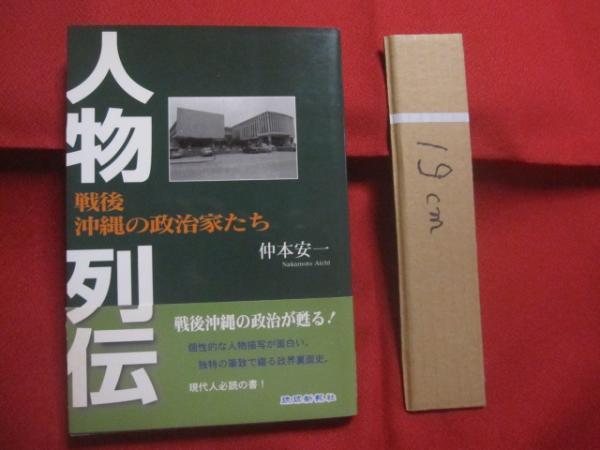 人物
列伝
戦後
沖縄の政治家たち
仲本安一
Nakamoto Aichi
戦後沖縄の政治が甦る!
個性的な人物描写が面白い。
独特の筆致で綴る政界裏面史。
現代人必読の書!
琉球新報社
19cm